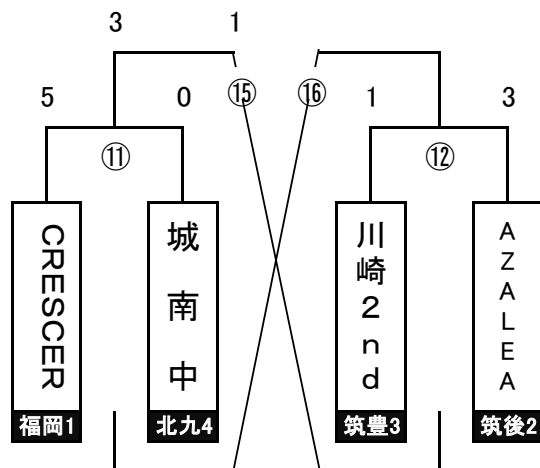 3 1
5 0 ⑮ ⑯ 1 3
⑪ ⑫
CRESCER
城南中
川崎2nd
AZALEA
福岡1 北九4 筑豊3 筑後2